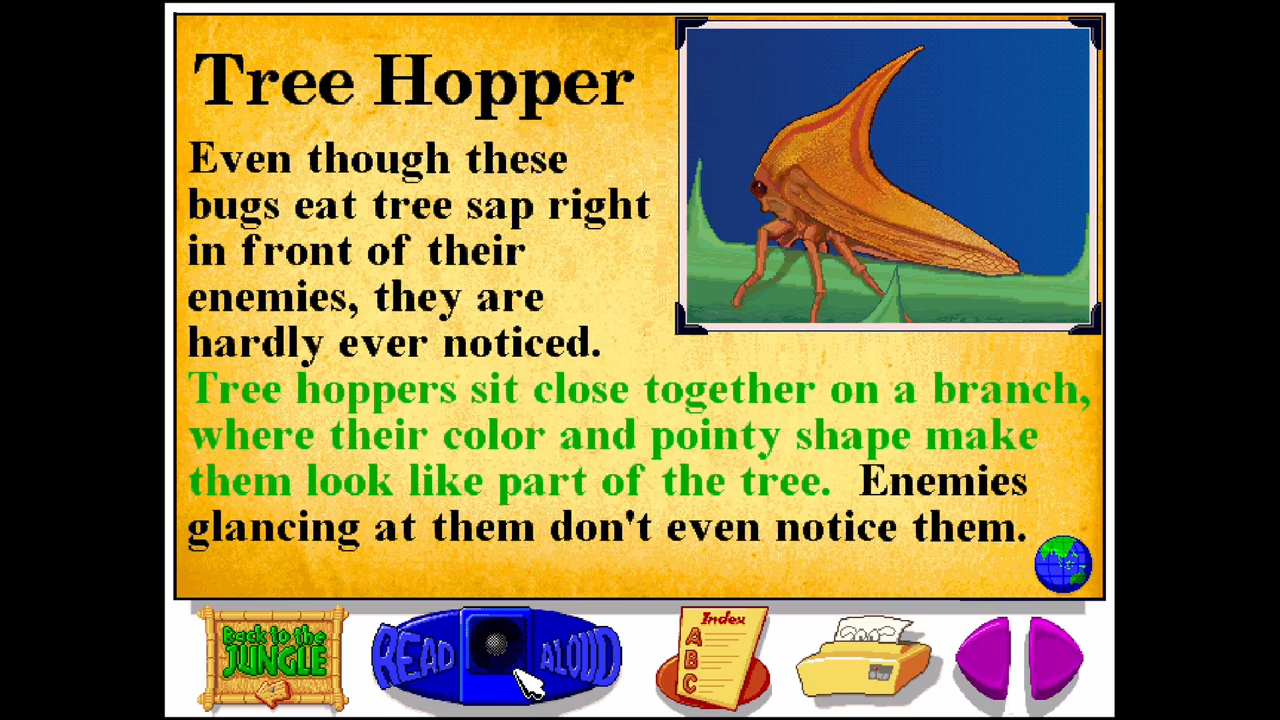 Tree Hopper
Even though these
bugs eat tree sap right
in front of their
enemies, they are
hardly ever noticed.
Tree hoppers sit close together on a branch,
where their color and pointy shape make
them look like part of the tree. Enemies
glancing at them don't even notice them.
Back to the
JUNGLE
READ ALOUD
Index
A
B
C